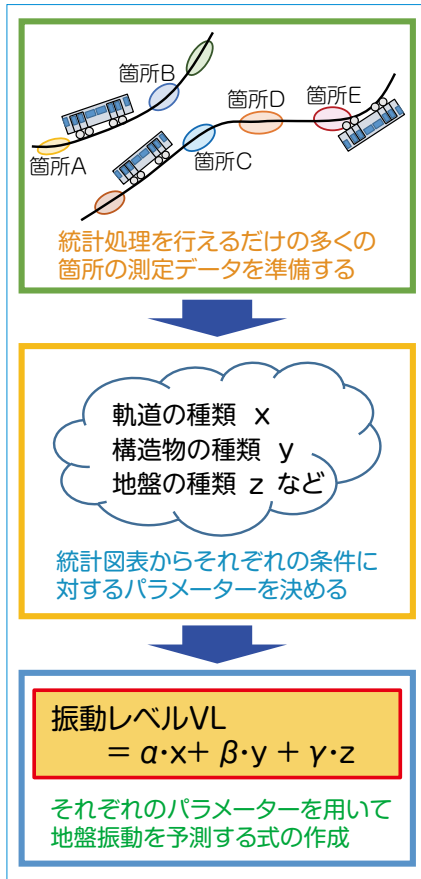 箇所B
箇所D
箇所E
箇所A
箇所C
統計処理を行えるだけの多くの
箇所の測定データを準備する
軌道の種類 x
構造物の種類 y
地盤の種類 z など
統計図表からそれぞれの条件に
対するパラメーターを決める
振動レベルVL
= α・x+ β・y + γ・z
それぞれのパラメーターを用いて
地盤振動を予測する式の作成